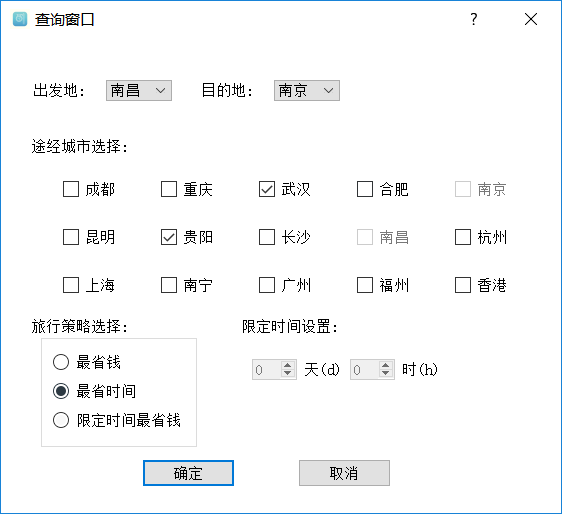 查询窗口
?
出发地： 南昌 目的地： 南京
途经城市选择：
成都 重庆 武汉 合肥 南京
昆明 贵阳 长沙 南昌 杭州
上海 南宁 广州 福州 香港
旅行策略选择： 限定时间设置：
最省钱
0 天(d) 0 时(h)
最省时间
限定时间最省钱
确定 取消